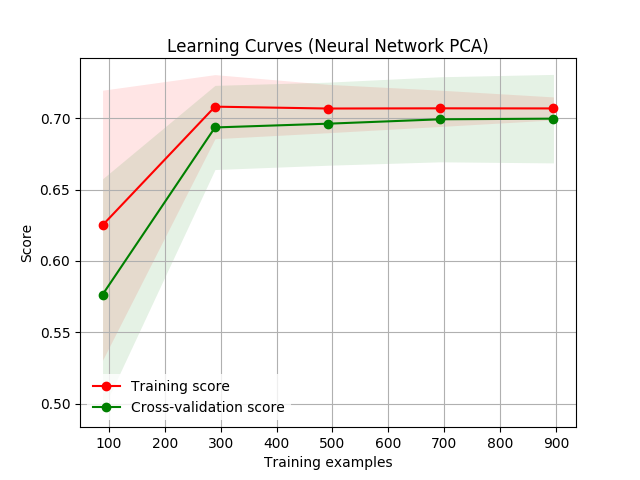 Learning Curves (Neural Network PCA)
Score
0.70
0.65
0.60
0.55
0.50
Training score
Cross-validation score
100 200 300 400 500 600 700 800 900
Training examples